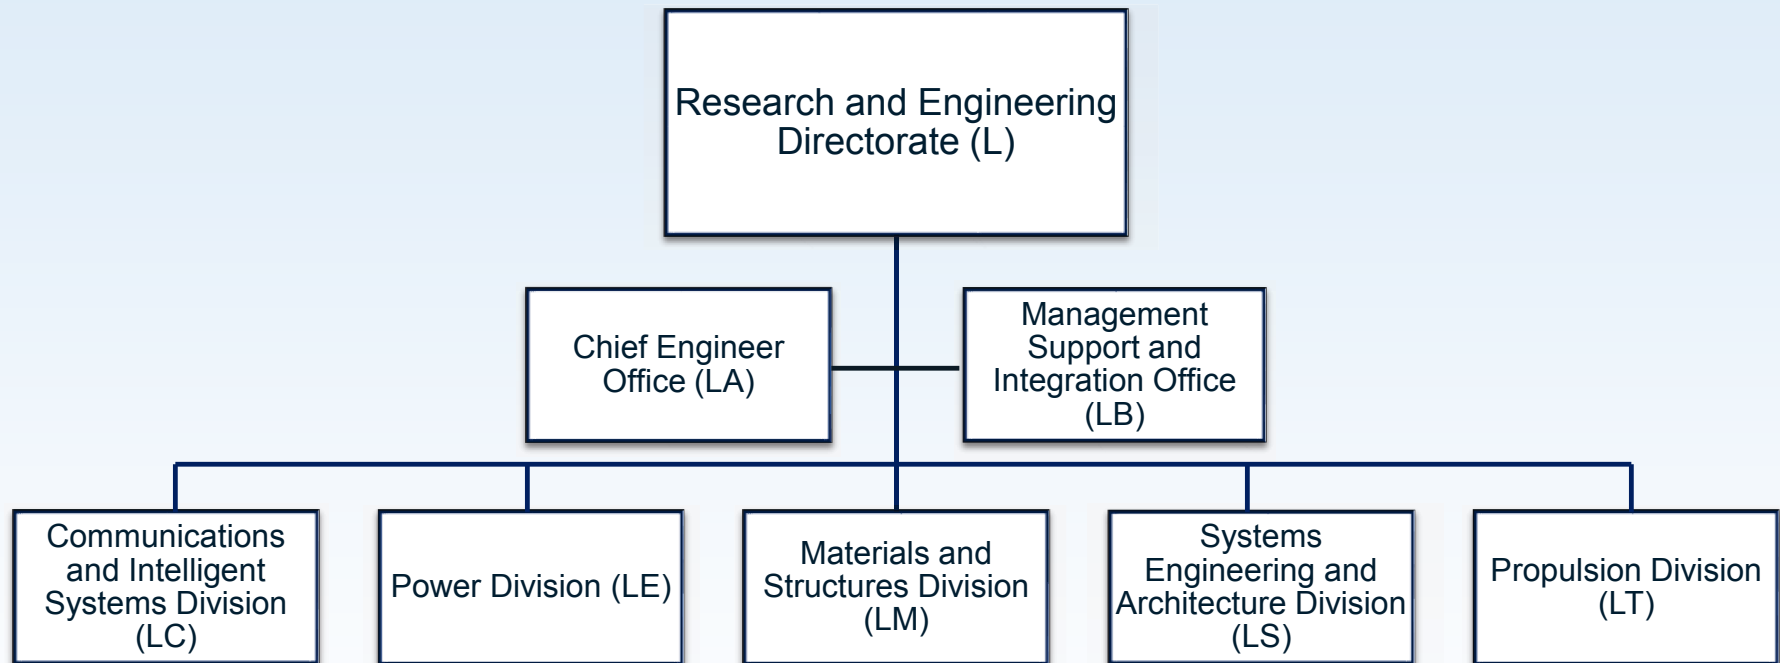 Research and Engineering
Directorate (L)
Chief Engineer
Office (LA)
Management
Support and
Integration Office
(LB)
Communications
and Intelligent
Systems Division
(LC)
Power Division (LE)
Materials and
Structures Division
(LM)
Systems
Engineering and
Architecture Division
(LS)
Propulsion Division
(LT)